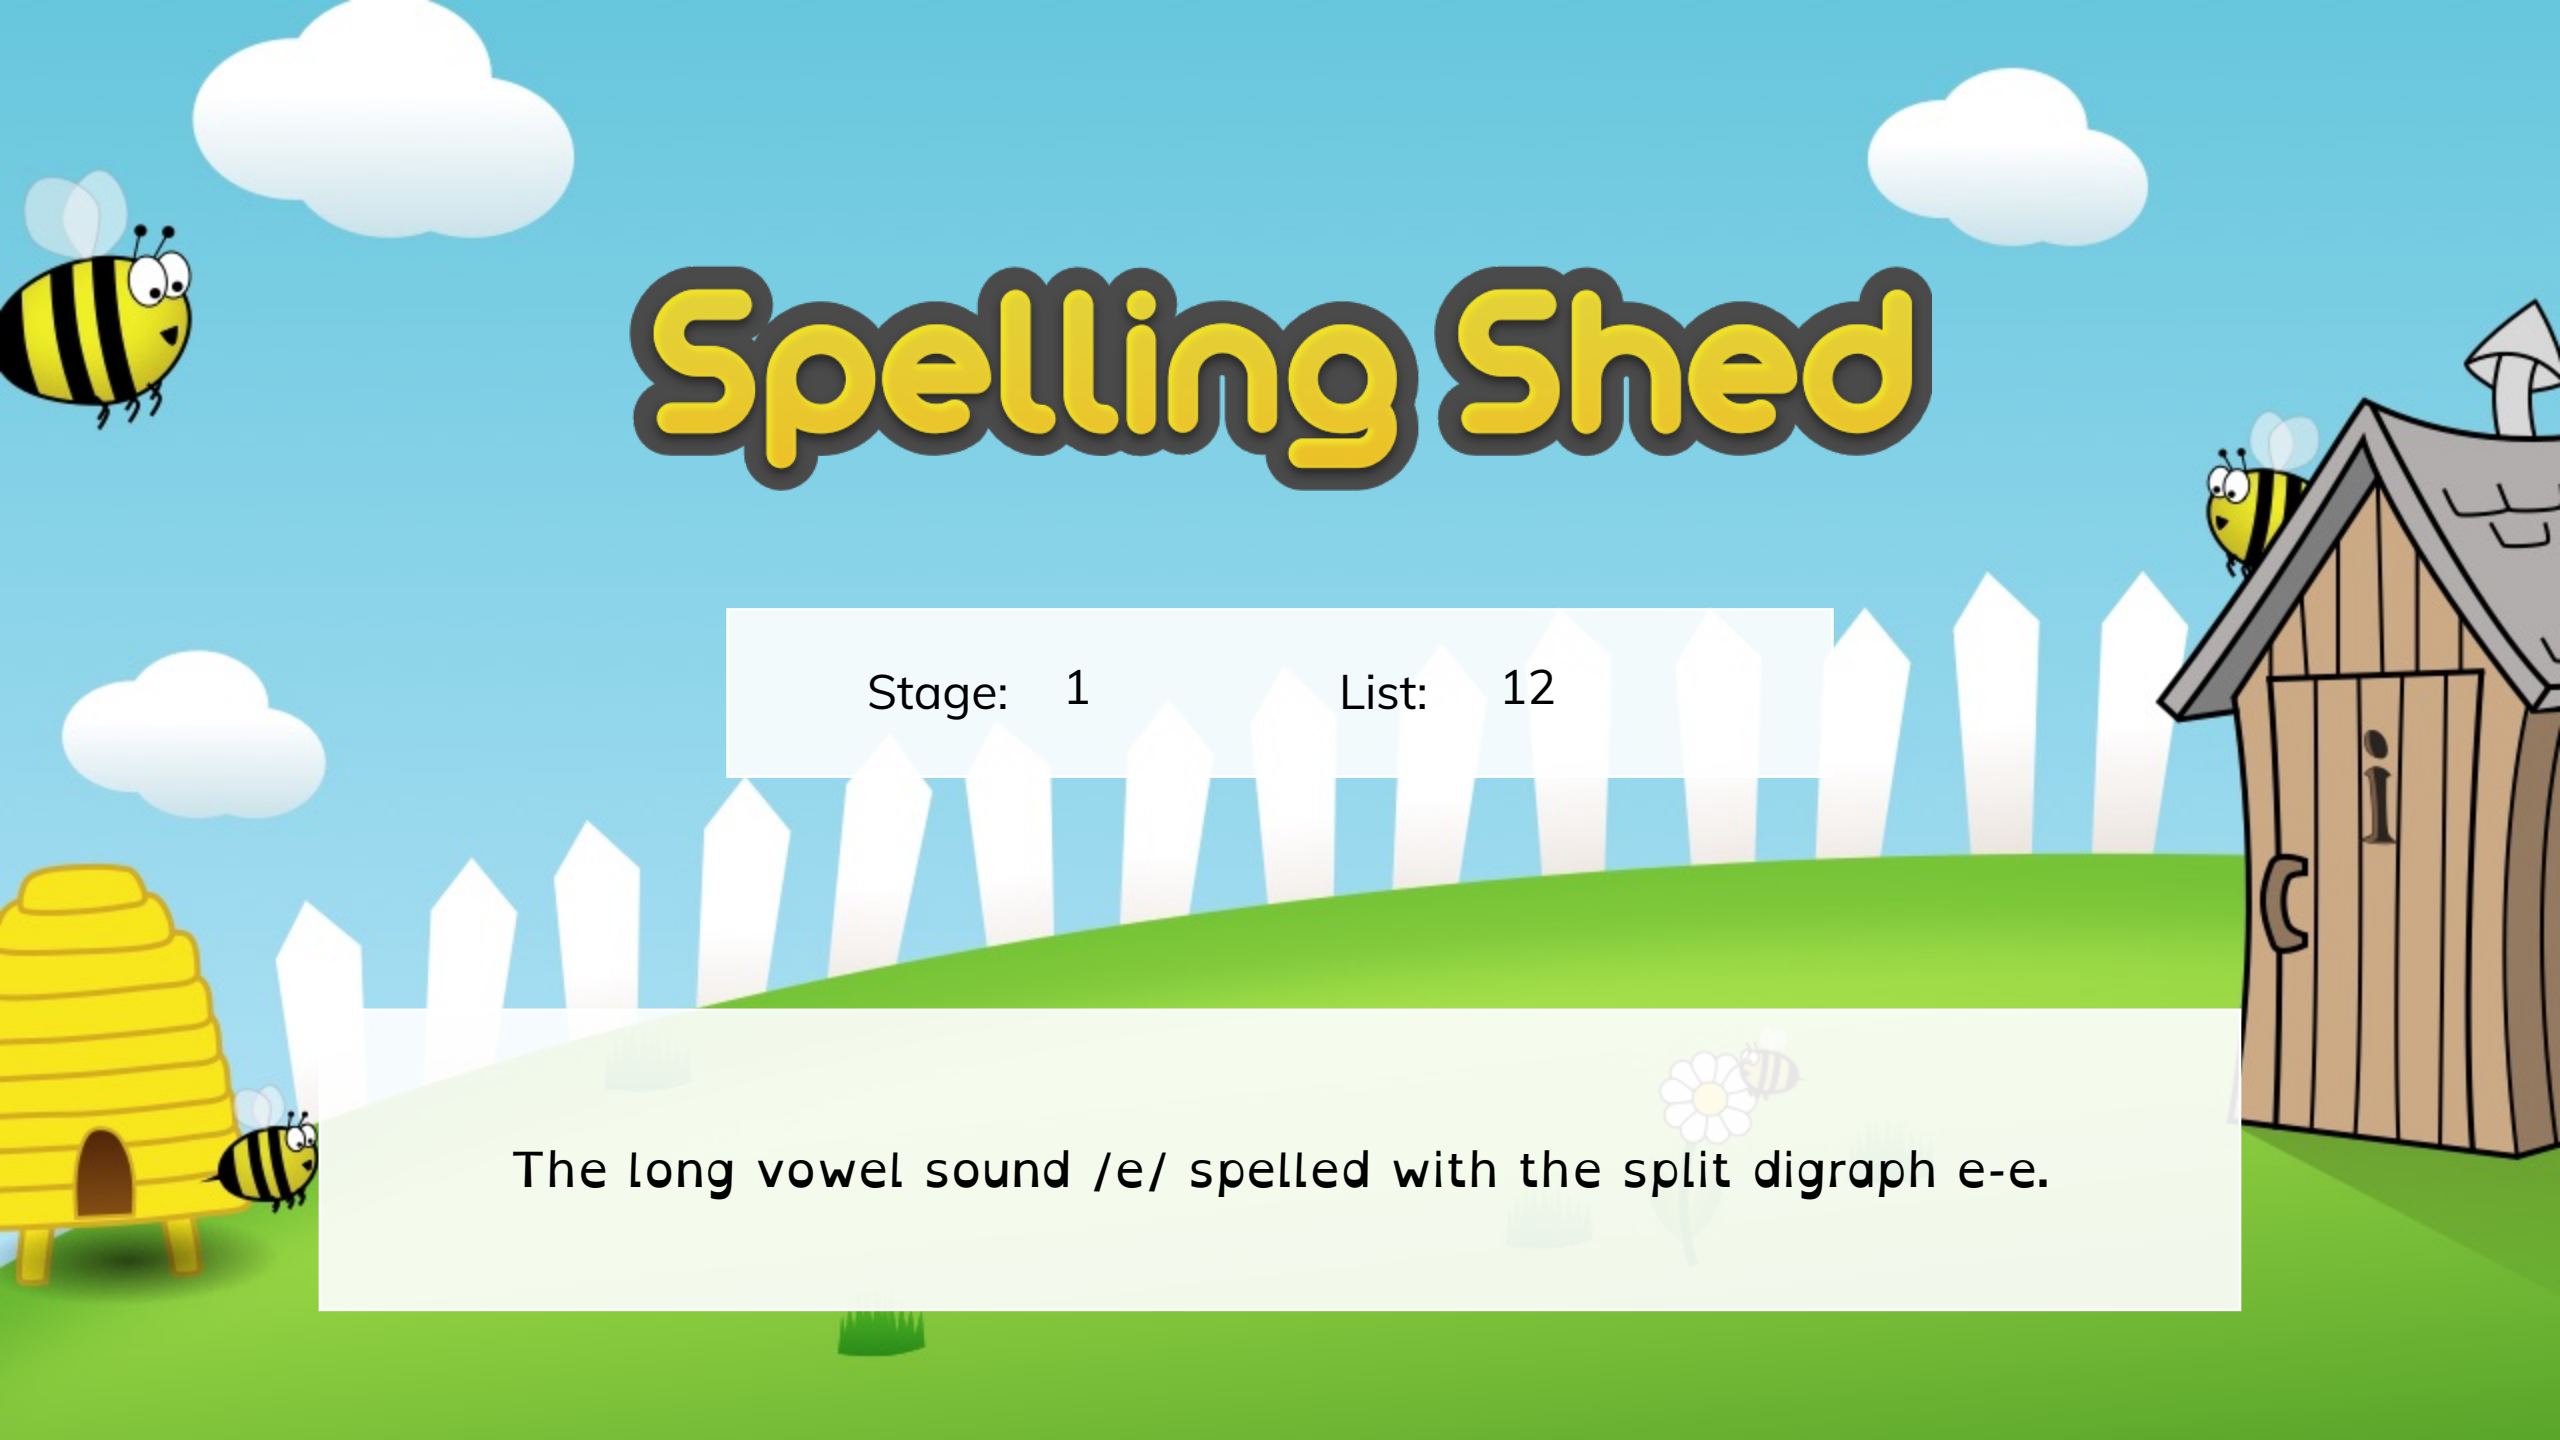 Spelling Shed
Stage: 1 List: 12
i
The long vowel sound /e/ spelled with the split digraph e-e.